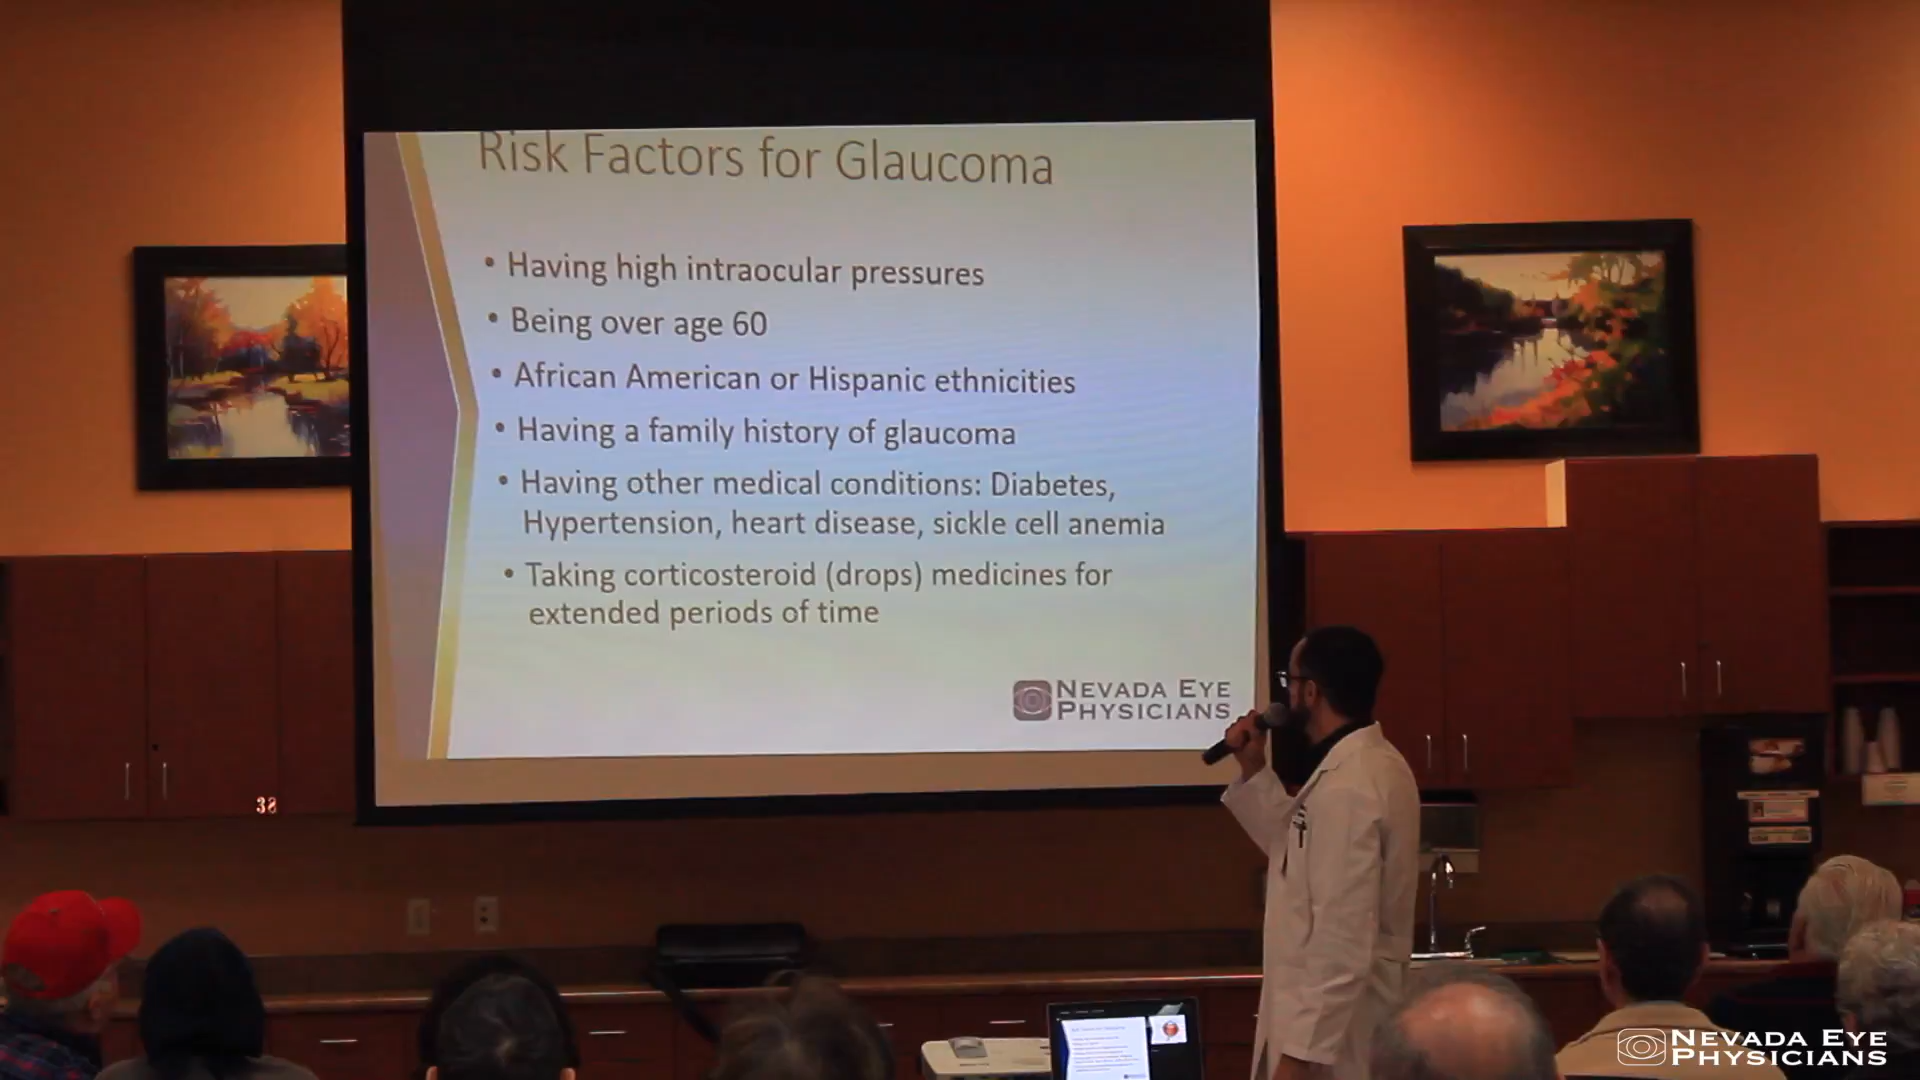 Risk Factors for Glaucoma
• Having high intraocular pressures
• Being over age 60
• African American or Hispanic ethnicities
• Having a family history of glaucoma
• Having other medical conditions: Diabetes,
Hypertension, heart disease, sickle cell anemia
• Taking corticosteroid (drops) medicines for
extended periods of time
NEVADA EYE
PHYSICIANS
38
NEVADA EYE
PHYSICIANS